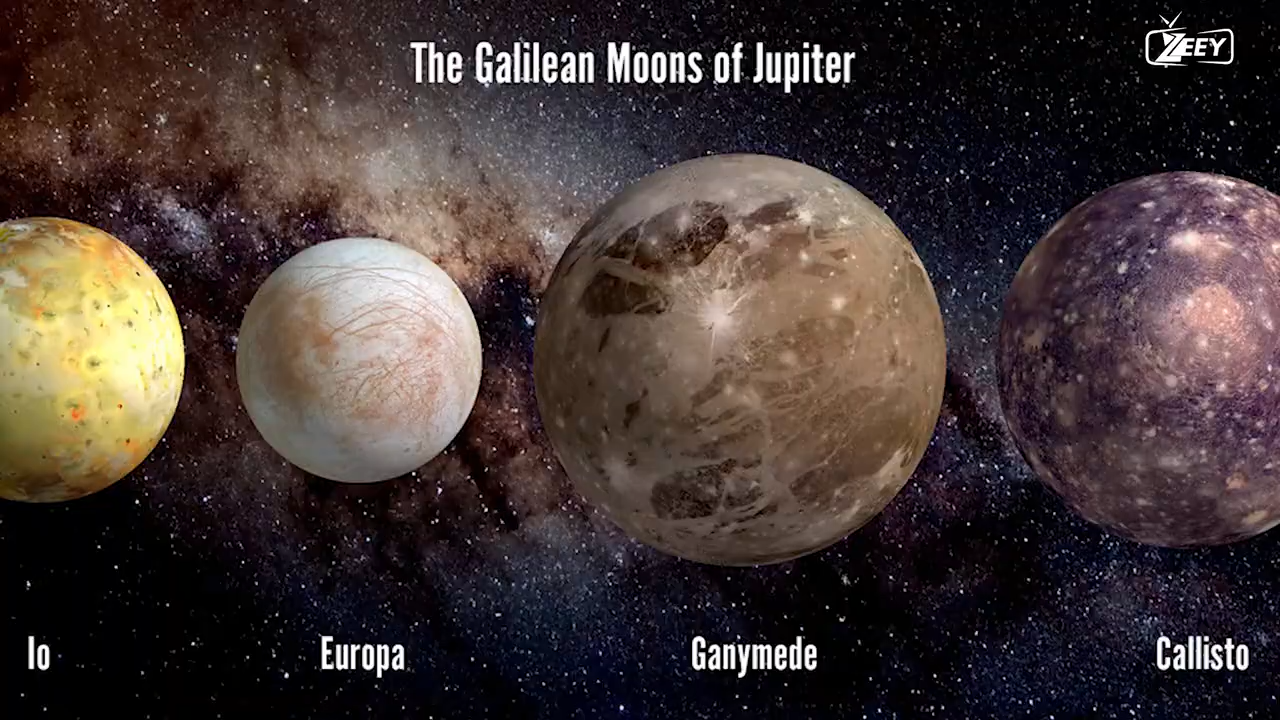 The Galilean Moons of Jupiter
ZEEY
Io
Europa
Ganymede
Callisto